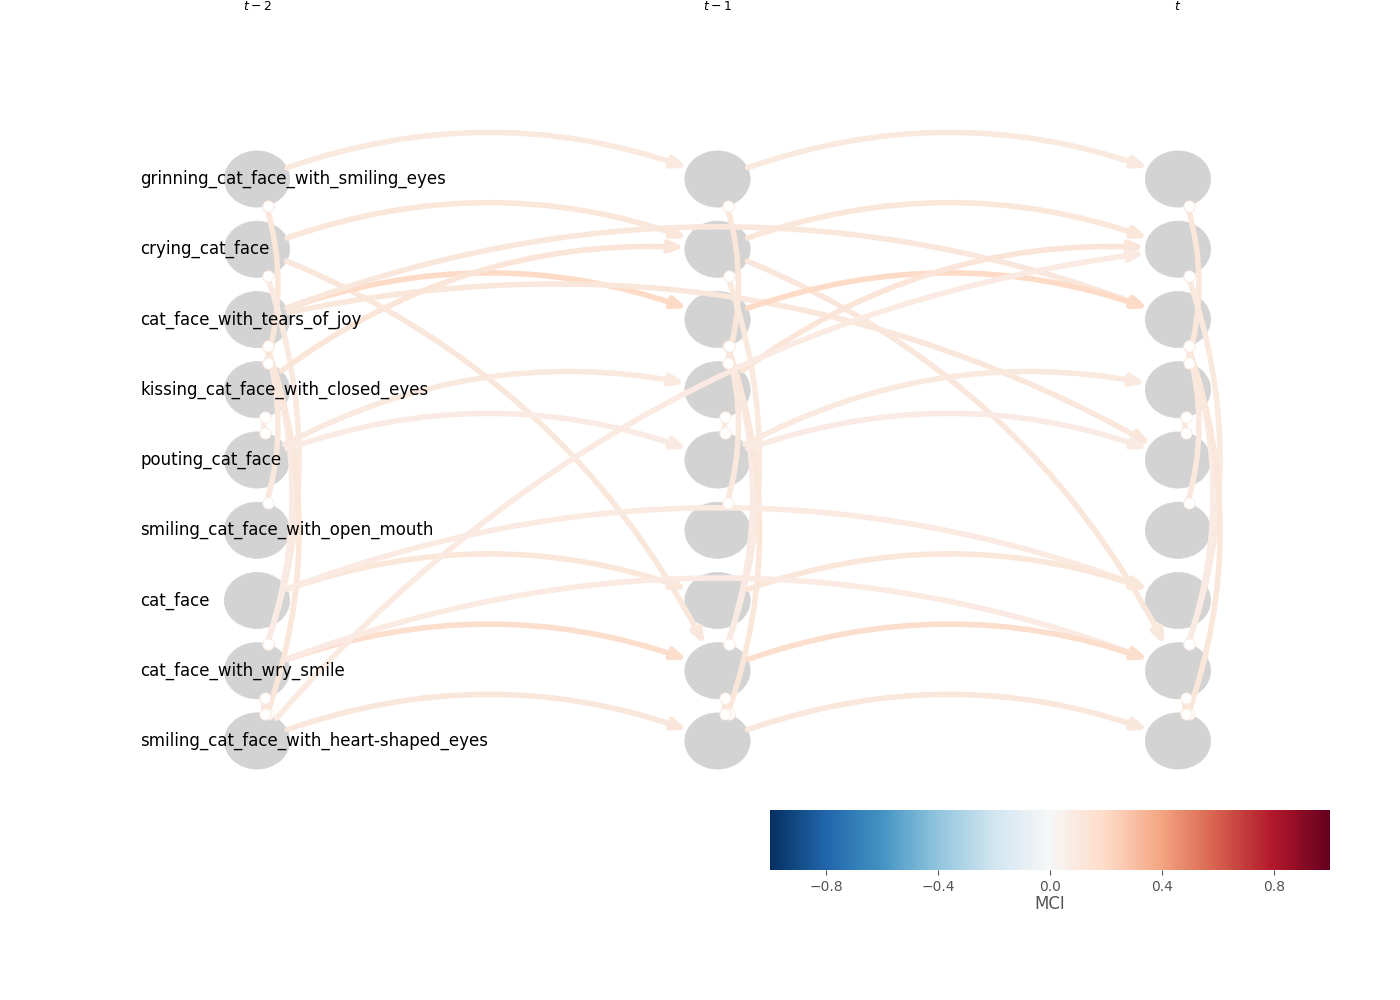 t − 2 t − 1 t
grinning_cat_face_with_smiling_eyes
crying_cat_face
cat_face_with_tears_of_joy
kissing_cat_face_with_closed_eyes
pouting_cat_face
smiling_cat_face_with_open_mouth
cat_face
cat_face_with_wry_smile
smiling_cat_face_with_heart-shaped_eyes
−0.8 −0.4 0.0 0.4 0.8
MCI